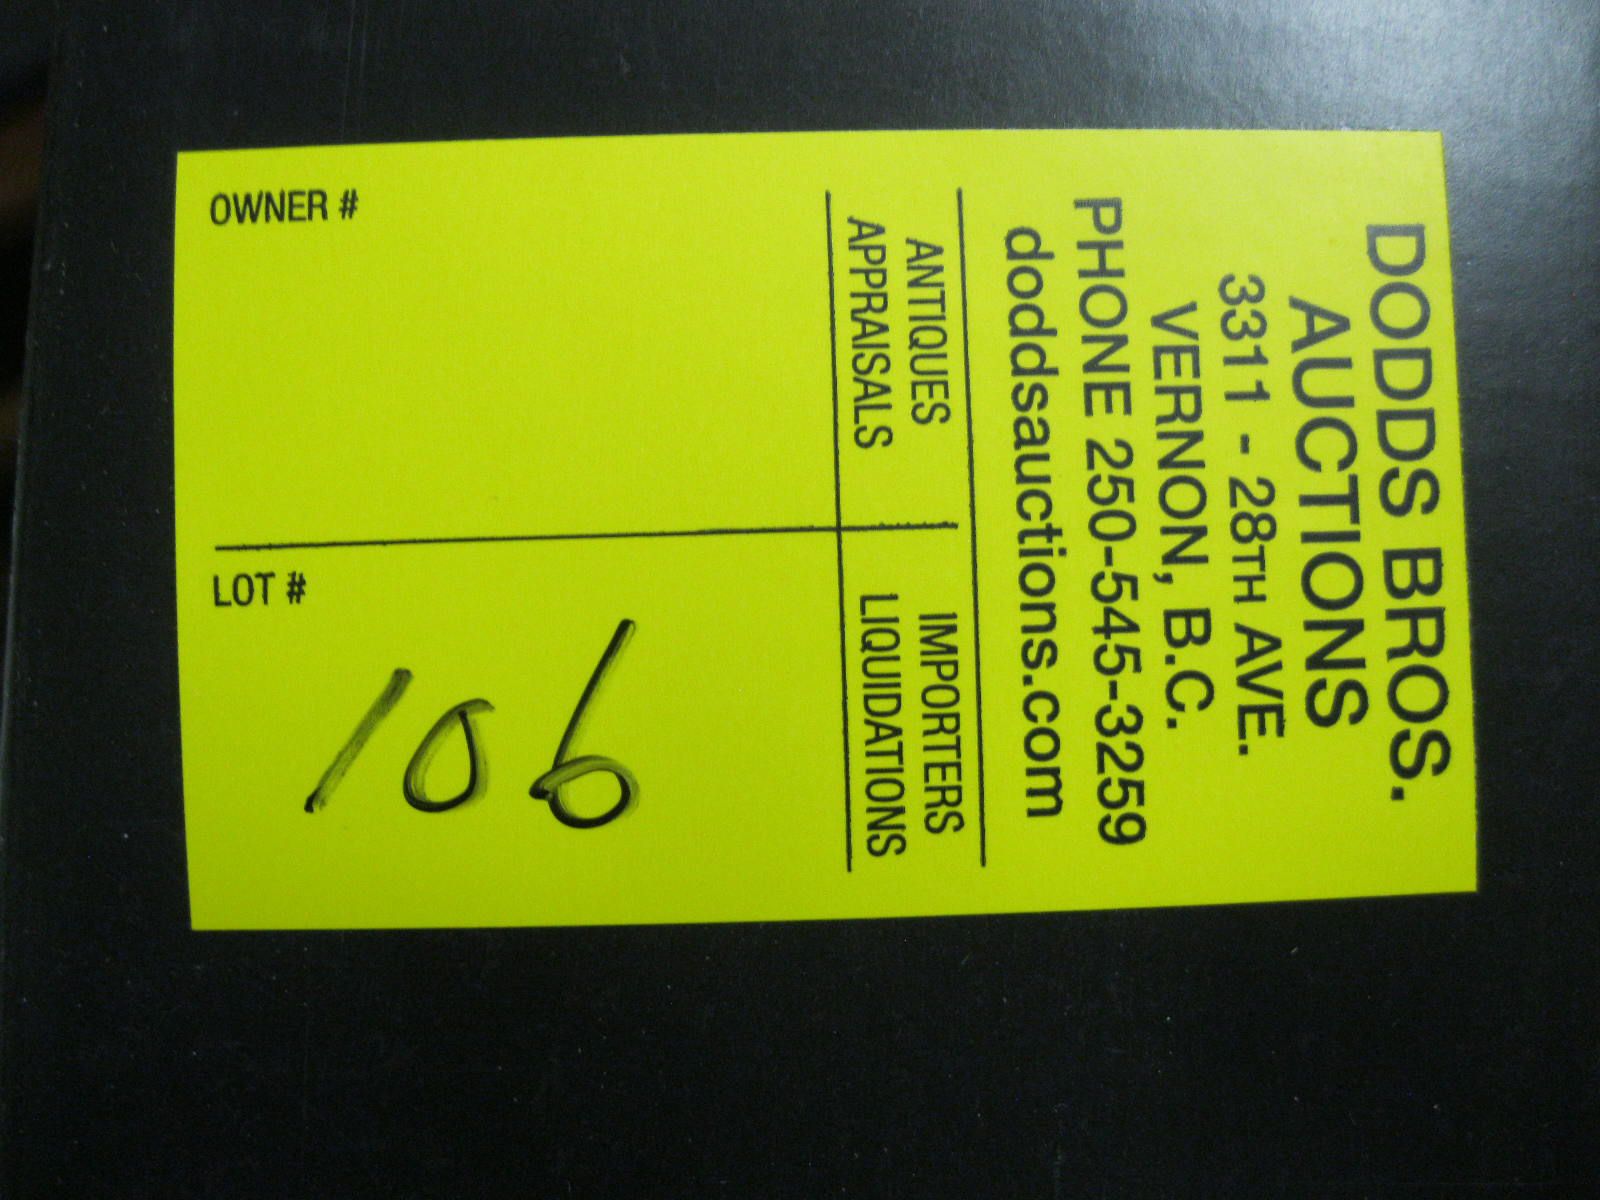 DODDS BROS.
AUCTIONS
3311 - 28TH AVE.
VERNON, B.C.
PHONE 250-545-3259
doddsauctions.com
ANTIQUES
APPRAISALS
IMPORTERS
LIQUIDATIONS
OWNER #
LOT #
106